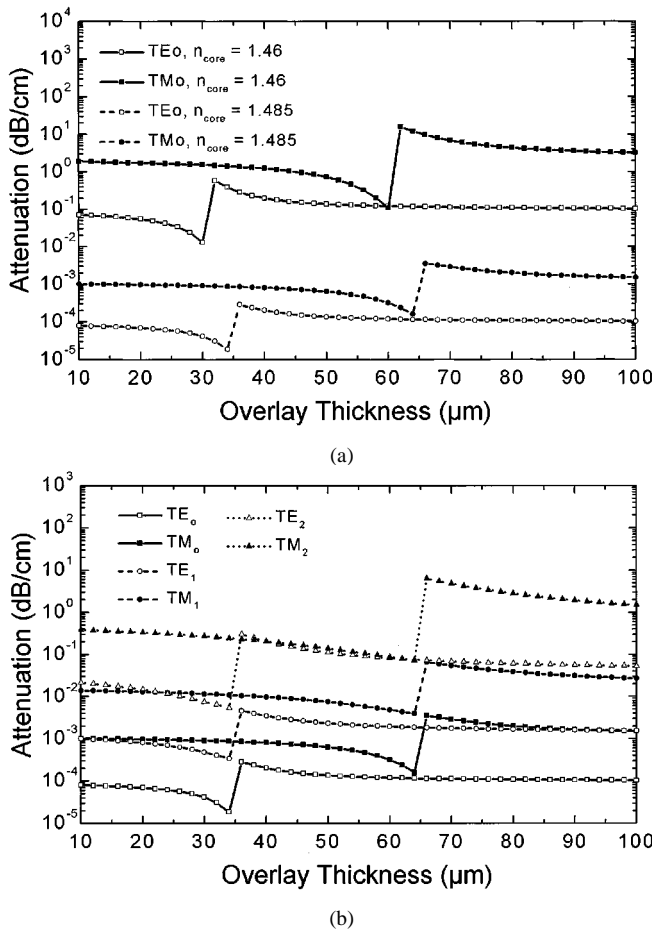 10³
10²
10¹
10⁰
10⁻¹
10⁻²
10⁻³
10⁻⁴
10⁻⁵
Attenuation (dB/cm)
TEo, n_core = 1.46
TMo, n_core = 1.46
TEo, n_core = 1.485
TMo, n_core = 1.485
10 20 30 40 50 60 70 80 90 100
Overlay Thickness (μm)
(a)
10³
10²
10¹
10⁰
10⁻¹
10⁻²
10⁻³
10⁻⁴
10⁻⁵
Attenuation (dB/cm)
TE₀ TE₂
TM₀ TM₂
TE₁
TM₁
10 20 30 40 50 60 70 80 90 100
Overlay Thickness (μm)
(b)